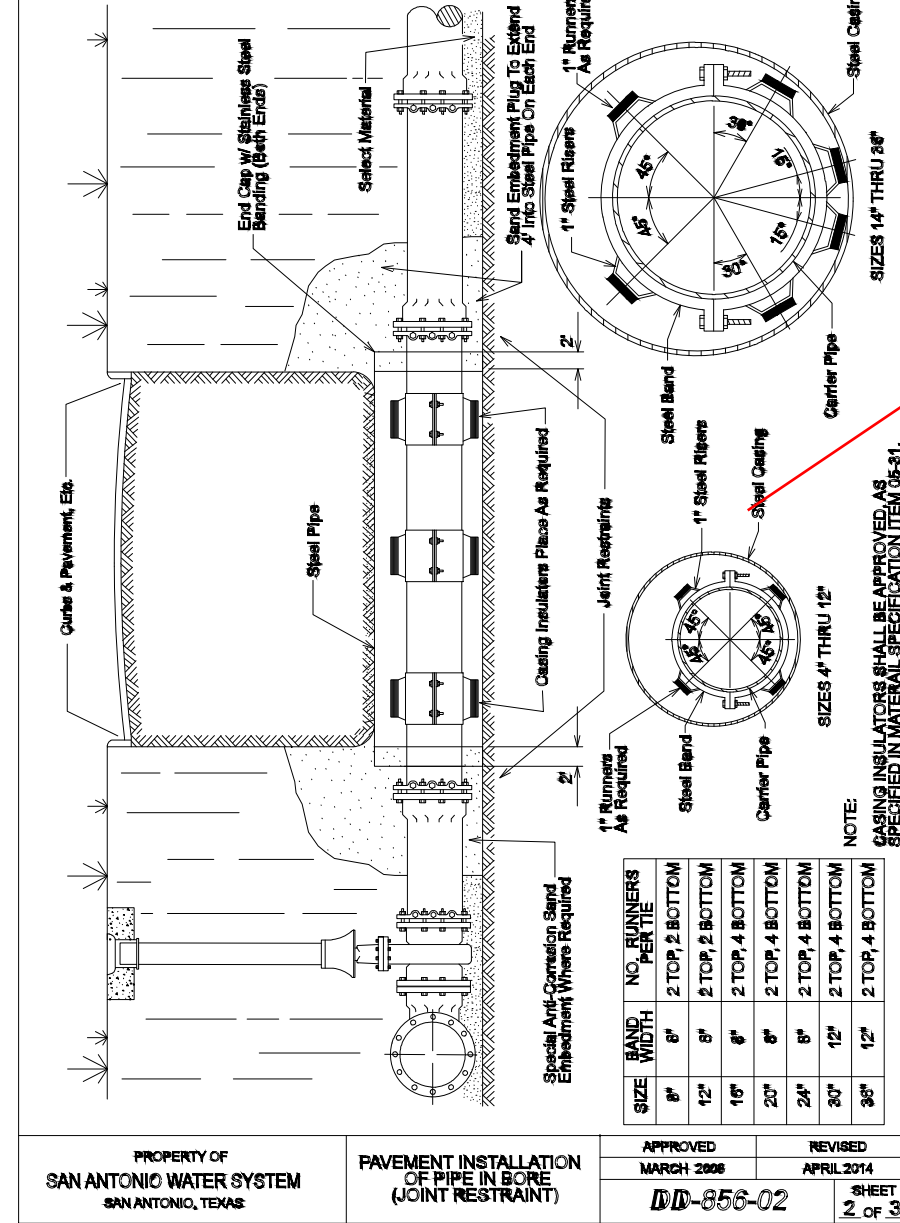 Curbs & Pavement, Etc.
End Cap w/ Stainless Steel
Banding (Both Ends)
Select Material
Steel Pipe
Sand Embedment Plug To Extend
4' Into Steel Pipe On Each End
2'
2'
Casing Insulators Place As Required
Joint Restraints
Special Anti-Corrosion Sand
Embedment Where Required
1" Runners
As Required
1" Steel Risers
Steel Casin
45°
45°
30°
30°
15°
15°
Steel Band
Carrier Pipe
SIZES 14" THRU 36"
1" Steel Risers
Steel Casing
45°
45°
45°
45°
1" Runners
As Required
Steel Band
Carrier Pipe
SIZES 4" THRU 12"
NOTE:
CASING INSULATORS SHALL BE APPROVED AS
SPECIFIED IN MATERAIL SPECIFICATION ITEM 05-31.
SIZE BAND WIDTH NO. RUNNERS PER TIE
8" 8" 2 TOP, 2 BOTTOM
12" 8" 2 TOP, 2 BOTTOM
16" 8" 2 TOP, 4 BOTTOM
20" 8" 2 TOP, 4 BOTTOM
24" 8" 2 TOP, 4 BOTTOM
30" 12" 2 TOP, 4 BOTTOM
36" 12" 2 TOP, 4 BOTTOM
PROPERTY OF
SAN ANTONIO WATER SYSTEM
SAN ANTONIO, TEXAS
PAVEMENT INSTALLATION
OF PIPE IN BORE
(JOINT RESTRAINT)
APPROVED REVISED
MARCH 2008 APRIL 2014
DD-856-02
SHEET
2 OF 3